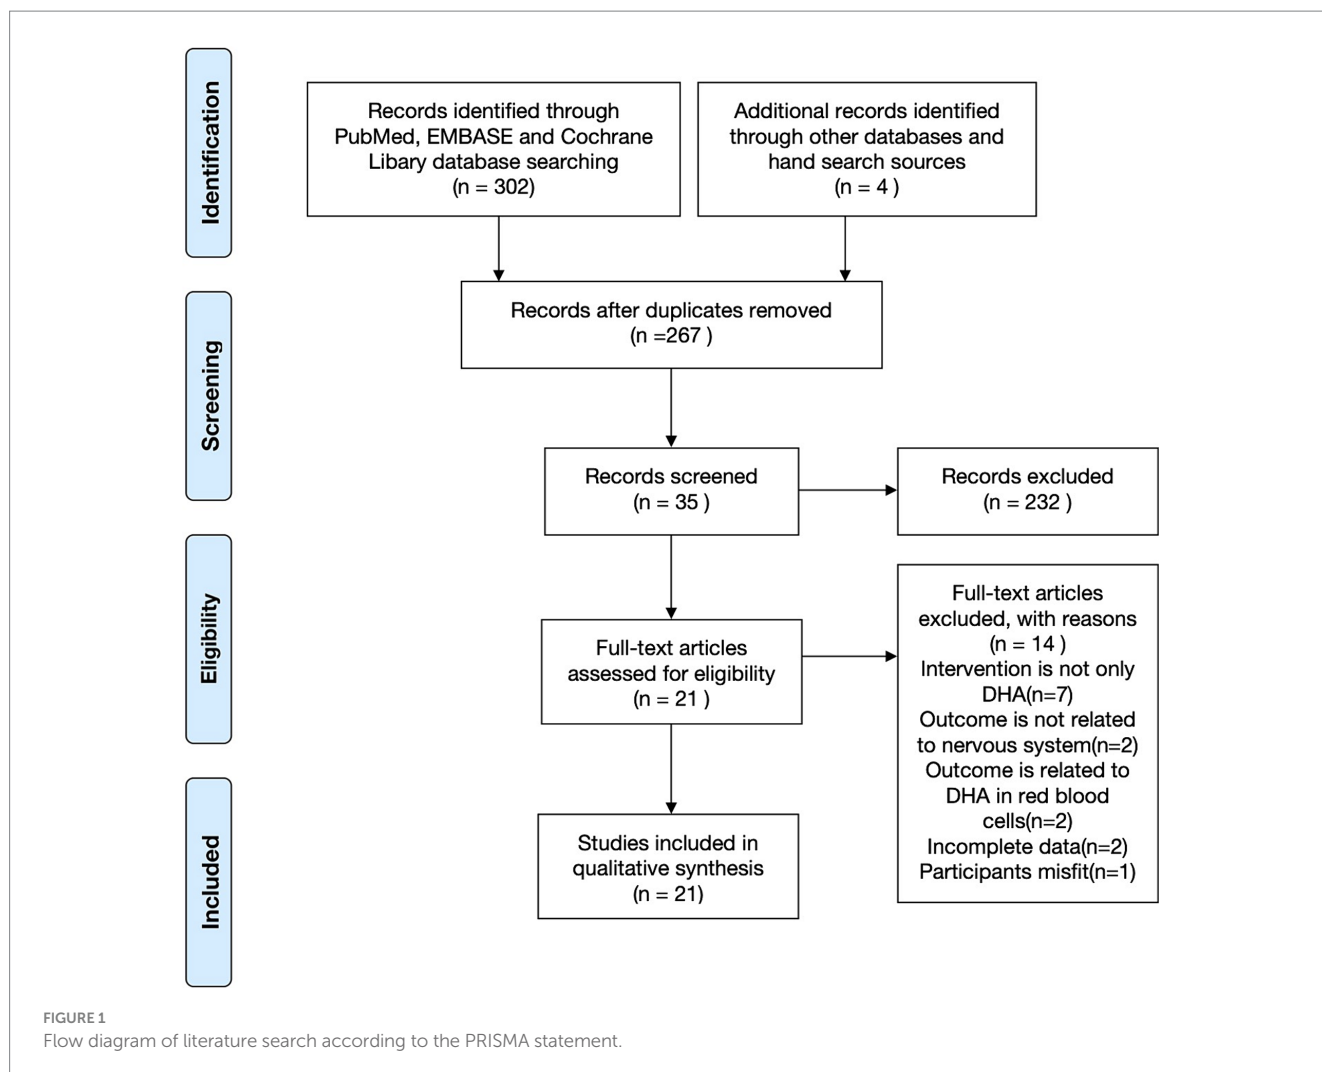 Identification
Records identified through
PubMed, EMBASE and Cochrane
Libary database searching
(n = 302)
Additional records identified
through other databases and
hand search sources
(n = 4 )
Screening
Records after duplicates removed
(n =267 )
Records screened
(n = 35 )
Records excluded
(n = 232 )
Eligibility
Full-text articles
assessed for eligibility
(n = 21 )
Full-text articles
excluded, with reasons
(n = 14 )
Intervention is not only
DHA(n=7)
Outcome is not related
to nervous system(n=2)
Outcome is related to
DHA in red blood
cells(n=2)
Incomplete data(n=2)
Participants misfit(n=1)
Included
Studies included in
qualitative synthesis
(n = 21)
FIGURE 1
Flow diagram of literature search according to the PRISMA statement.